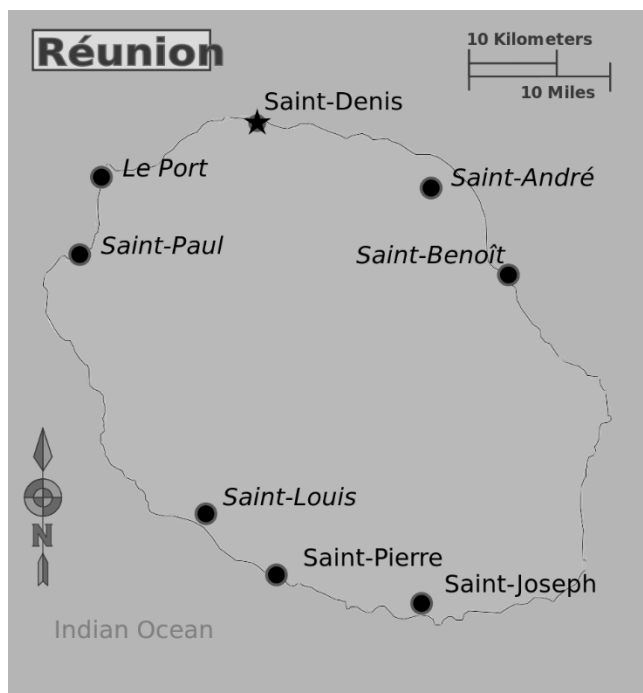 Réunion
10 Kilometers
10 Miles
Saint-Denis
Le Port
Saint-André
Saint-Paul
Saint-Benoît
Saint-Louis
N
Saint-Pierre
Saint-Joseph
Indian Ocean